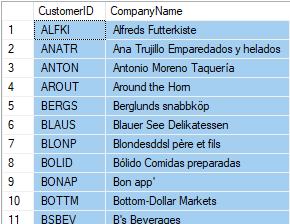 CustomerID CompanyName
1 ALFKI Alfreds Futterkiste
2 ANATR Ana Trujillo Emparedados y helados
3 ANTON Antonio Moreno Taquería
4 AROUT Around the Horn
5 BERGS Berglunds snabbköp
6 BLAUS Blauer See Delikatessen
7 BLONP Blondesddsl père et fils
8 BOLID Bólido Comidas preparadas
9 BONAP Bon app'
10 BOTTM Bottom-Dollar Markets
11 BSBEV B's Beverages